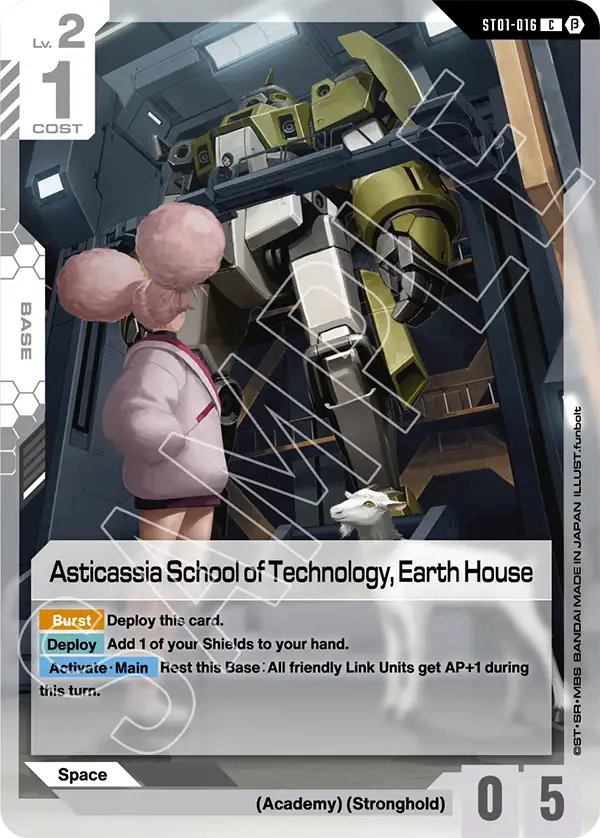 ST01-016 C β
Lv. 2
1
COST
BASE
SAMPLE
Asticassia School of Technology, Earth House
Burst Deploy this card.
Deploy Add 1 of your Shields to your hand.
Activate･Main Rest this Base:All friendly Link Units get AP+1 during
this turn.
Space
(Academy) (Stronghold)
0 5
©ST･SR･MBS BANDAI MADE IN JAPAN ILLUST.funbolt